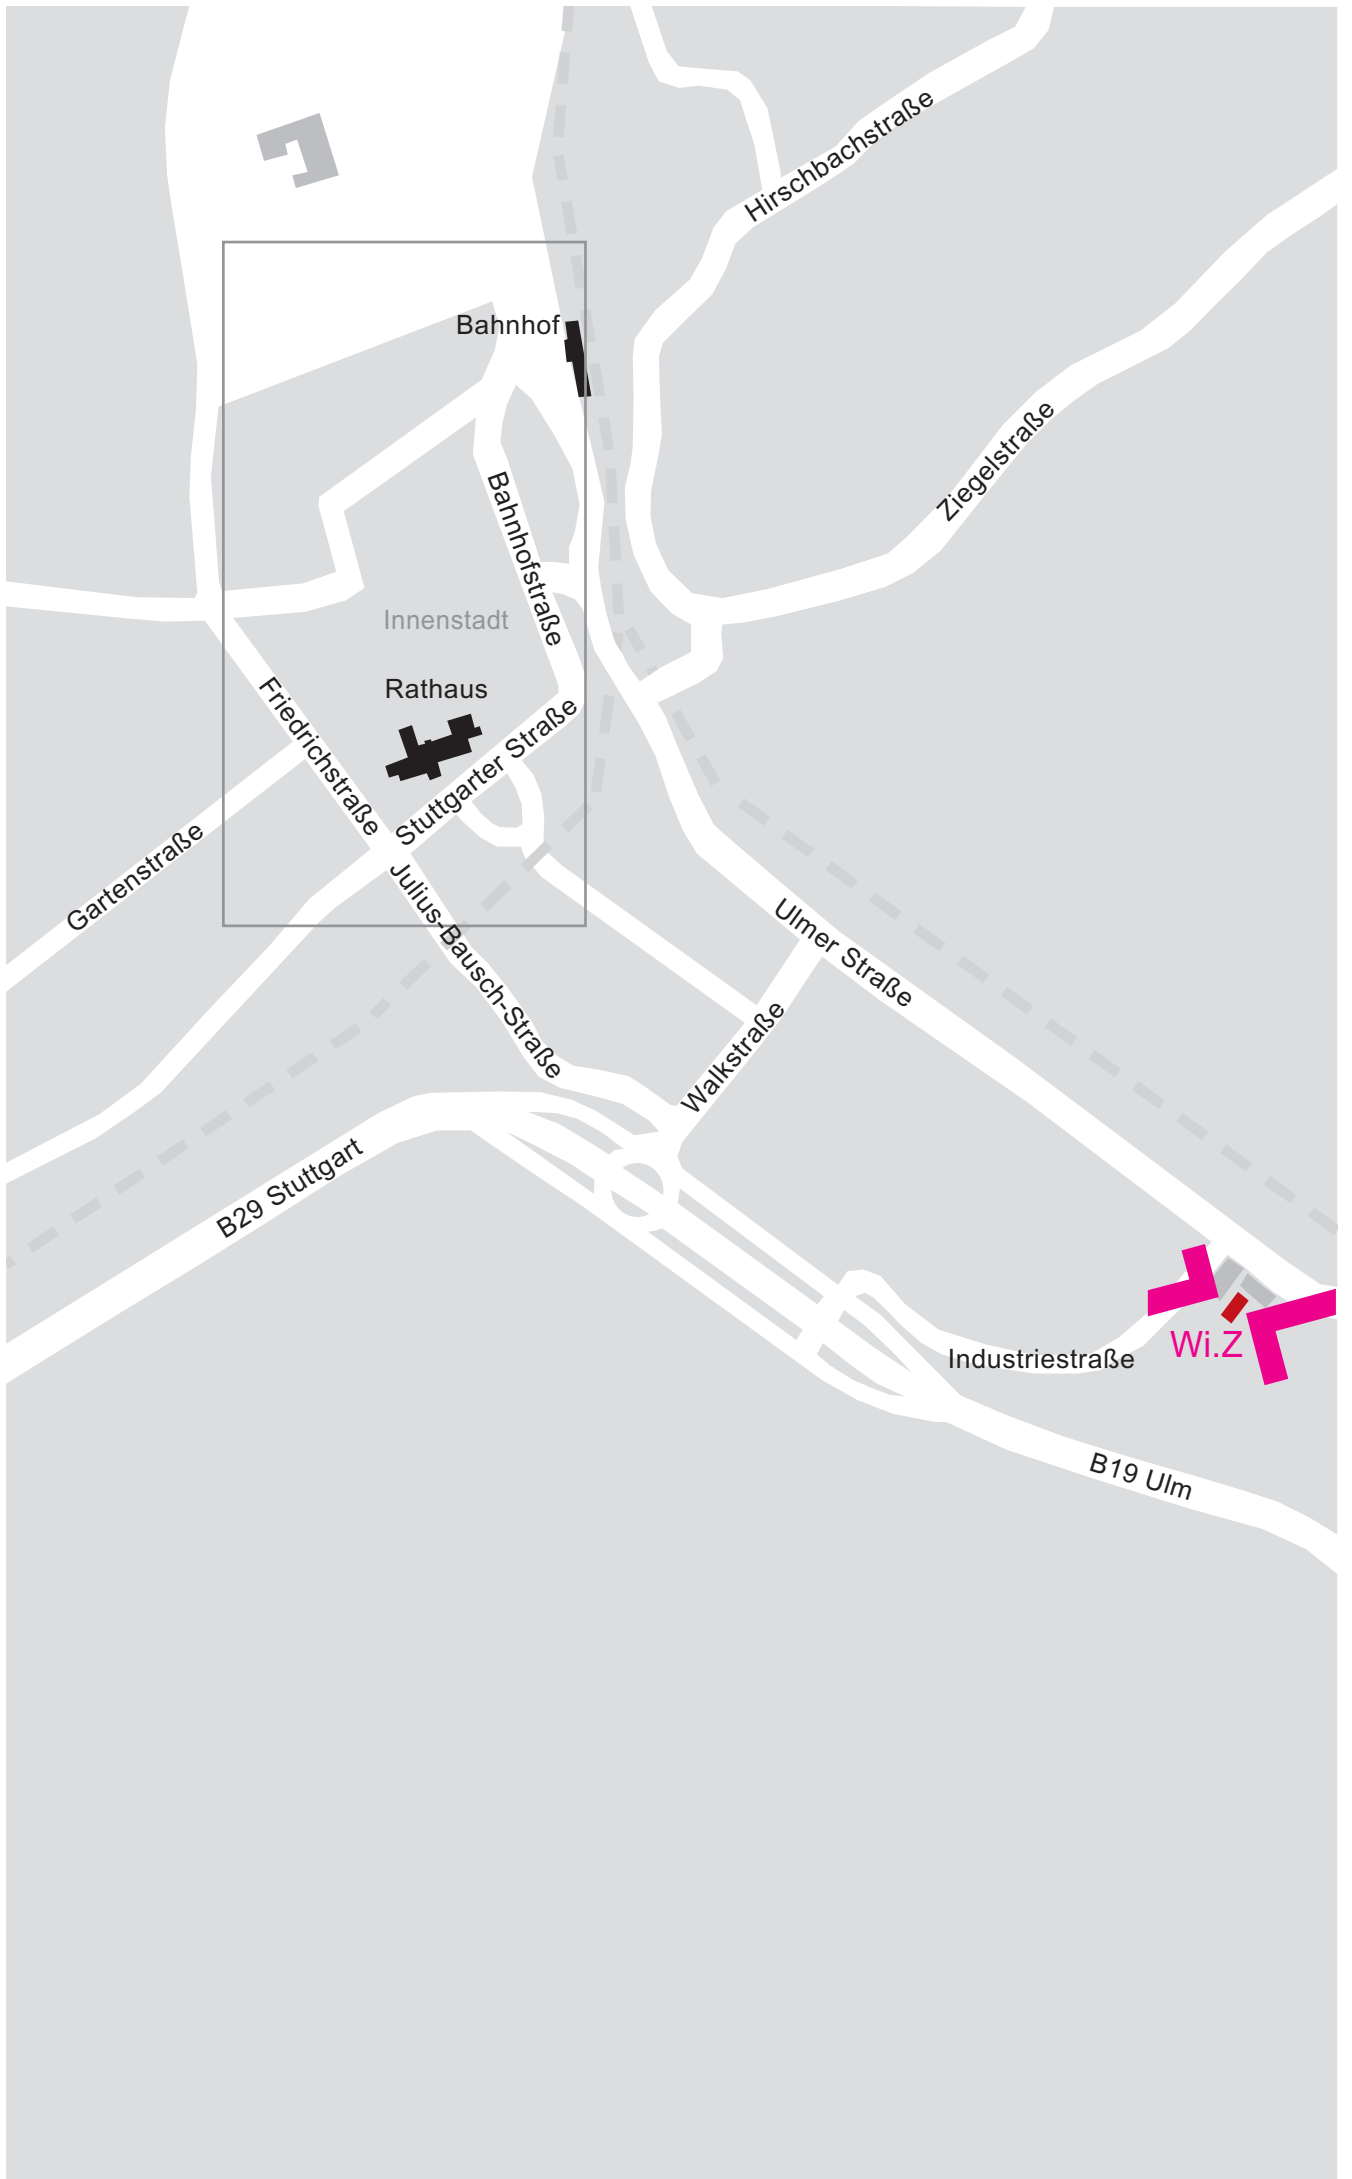 Hirschbachstraße
Bahnhof
Ziegelstraße
Bahnhofstraße
Innenstadt
Rathaus
Friedrichstraße
Stuttgarter Straße
Gartenstraße
Julius-Bausch-Straße
Ulmer Straße
Walkstraße
B29 Stuttgart
Wi.Z
Industriestraße
B19 Ulm